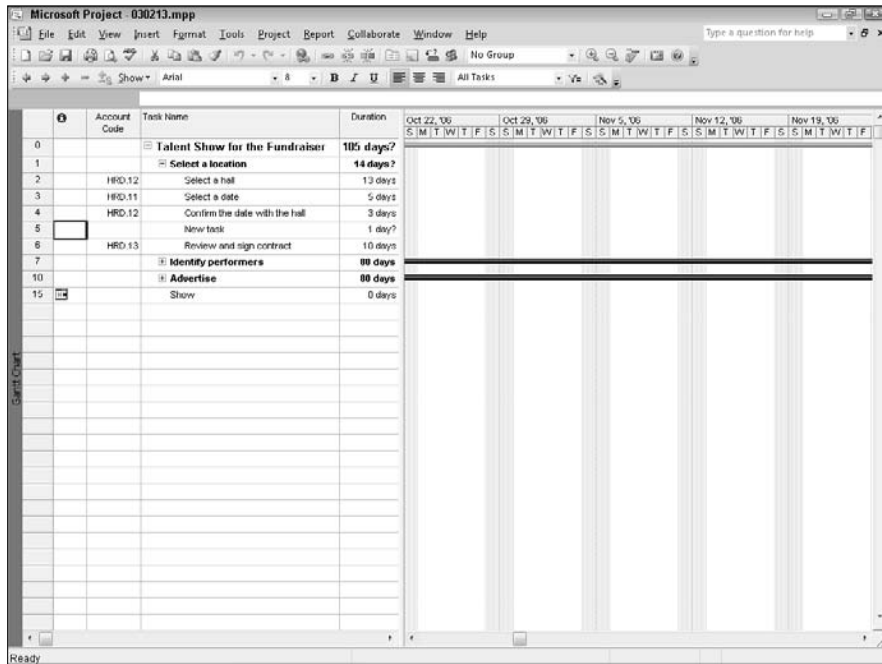 Microsoft Project - 030213.mpp
File Edit View Insert Format Tools Project Report Collaborate Window Help
Type a question for help
No Group
Show Arial 8 B I U All Tasks
Account Code Task Name Duration
Oct 22, '06 Oct 29, '06 Nov 5, '06 Nov 12, '06 Nov 19, '06
S M T W T F S S M T W T F S S M T W T F S S M T W T F S S M T W T F
0 Talent Show for the Fundraiser 105 days?
1 Select a location 14 days?
2 HRD.12 Select a hall 13 days
3 HRD.11 Select a date 5 days
4 HRD.12 Confirm the date with the hall 3 days
5 New task 1 day?
6 HRD.13 Review and sign contract 10 days
7 Identify performers 80 days
10 Advertise 80 days
15 Show 0 days
Gantt Chart
Ready